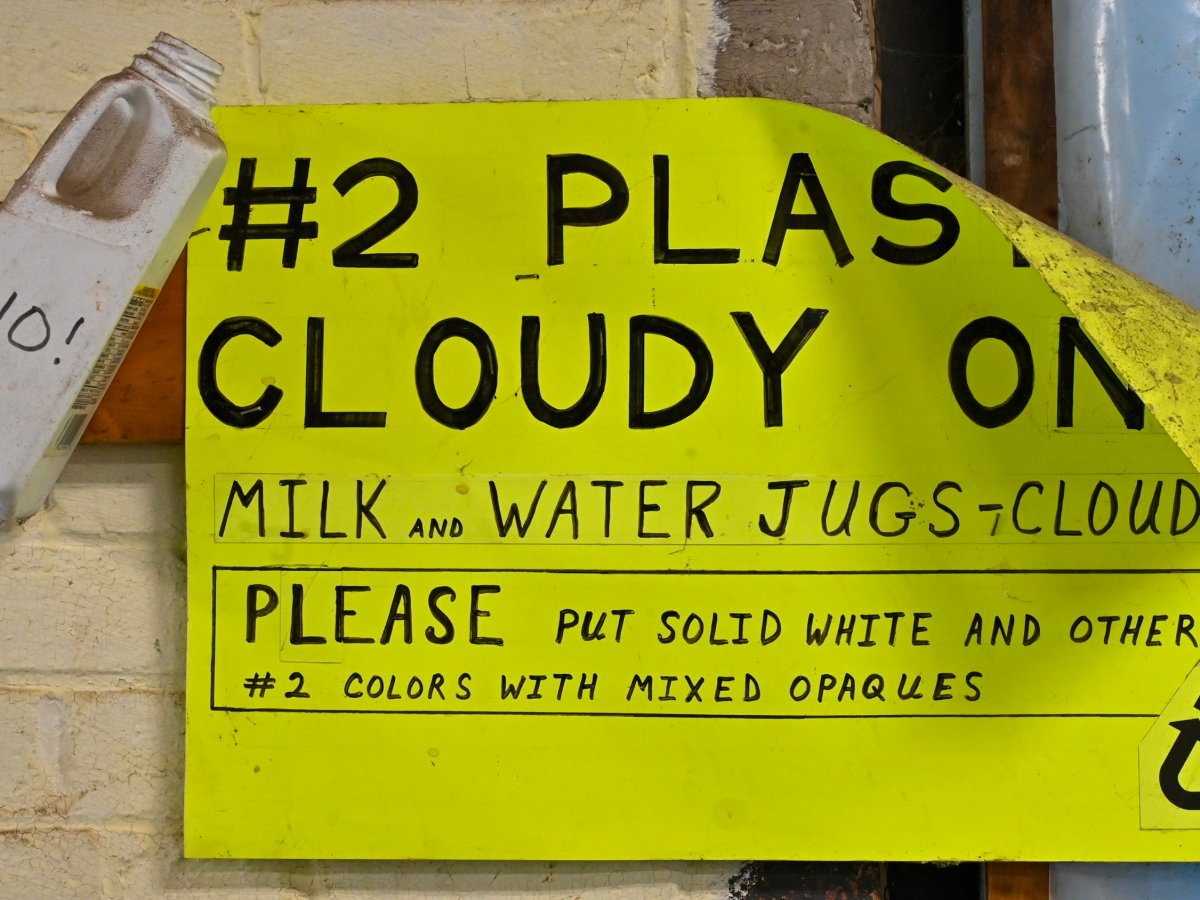 #2 PLAS
CLOUDY ON
MILK AND WATER JUGS-CLOUD
PLEASE PUT SOLID WHITE AND OTHER
#2 COLORS WITH MIXED OPAQUES